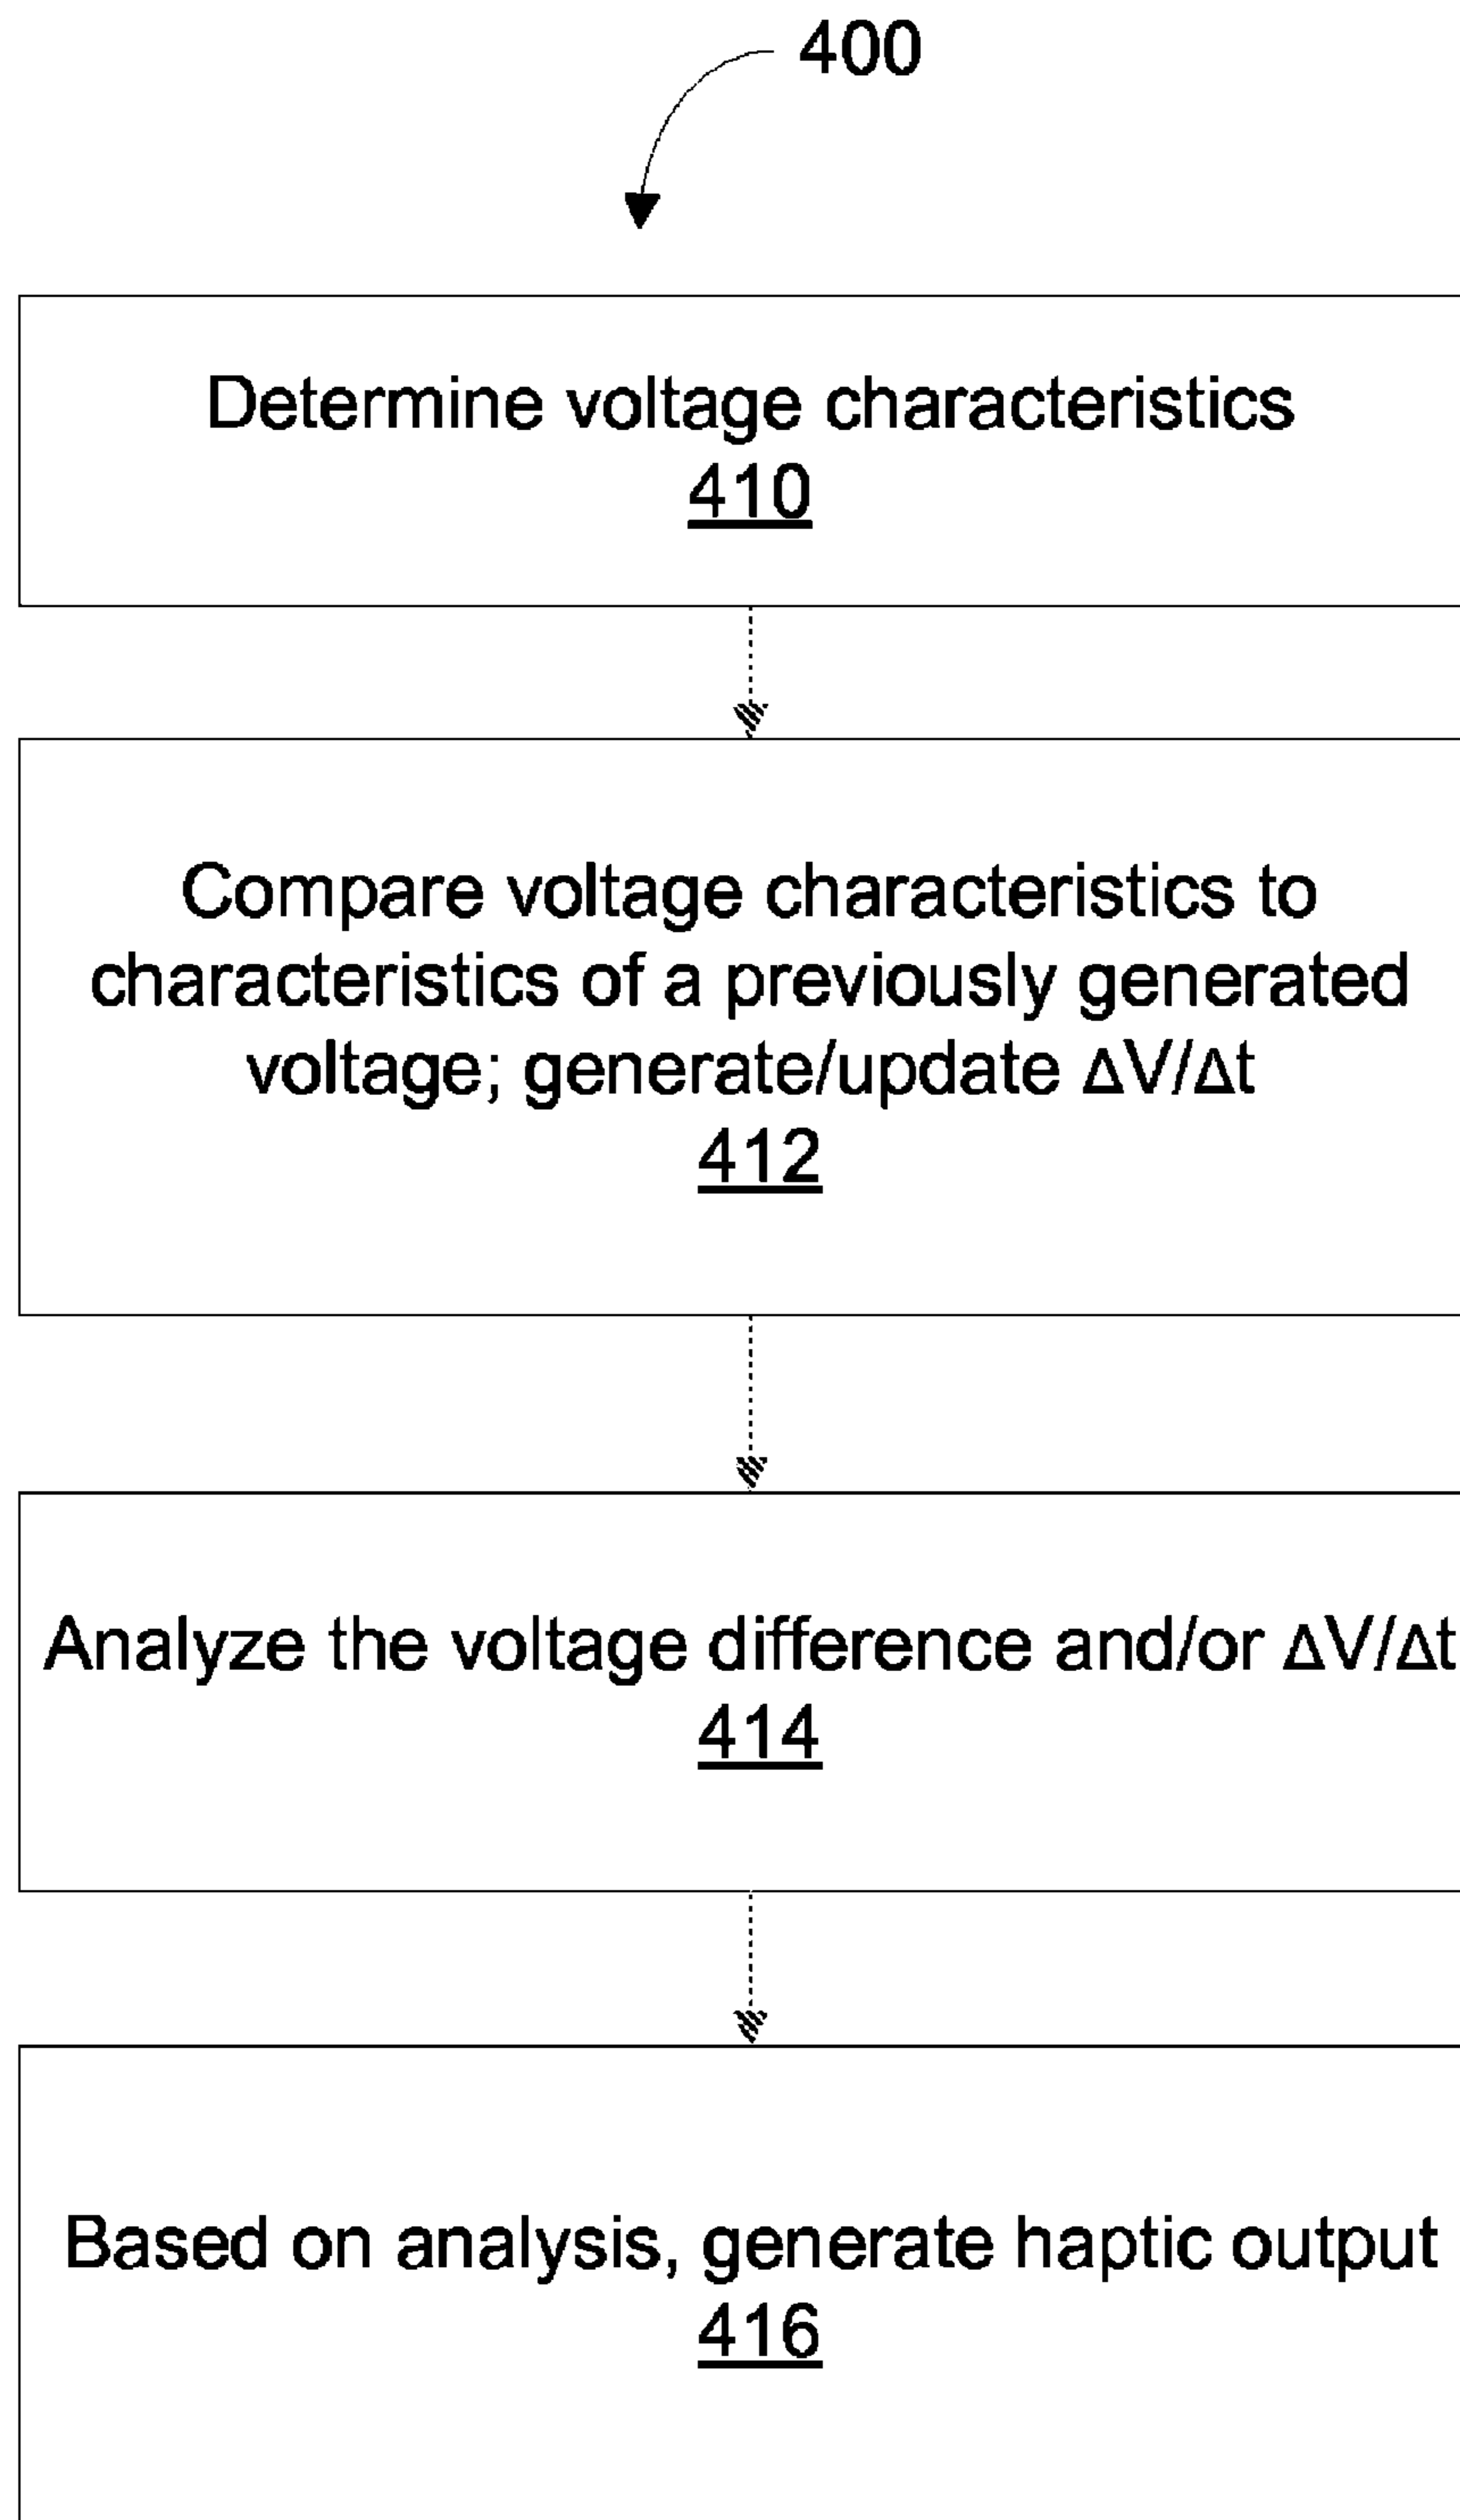 400
Determine voltage characteristics
410
Compare voltage characteristics to
characteristics of a previously generated
voltage; generate/update ΔV/Δt
412
Analyze the voltage difference and/or ΔV/Δt
414
Based on analysis, generate haptic output
416